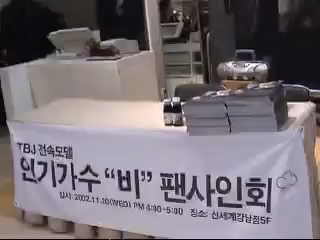 TBJ 전속모델
인기가수 “비” 팬사인회
일시: 2002.11.20(WED) PM 4:00~5:00 장소: 신세계강남점5F